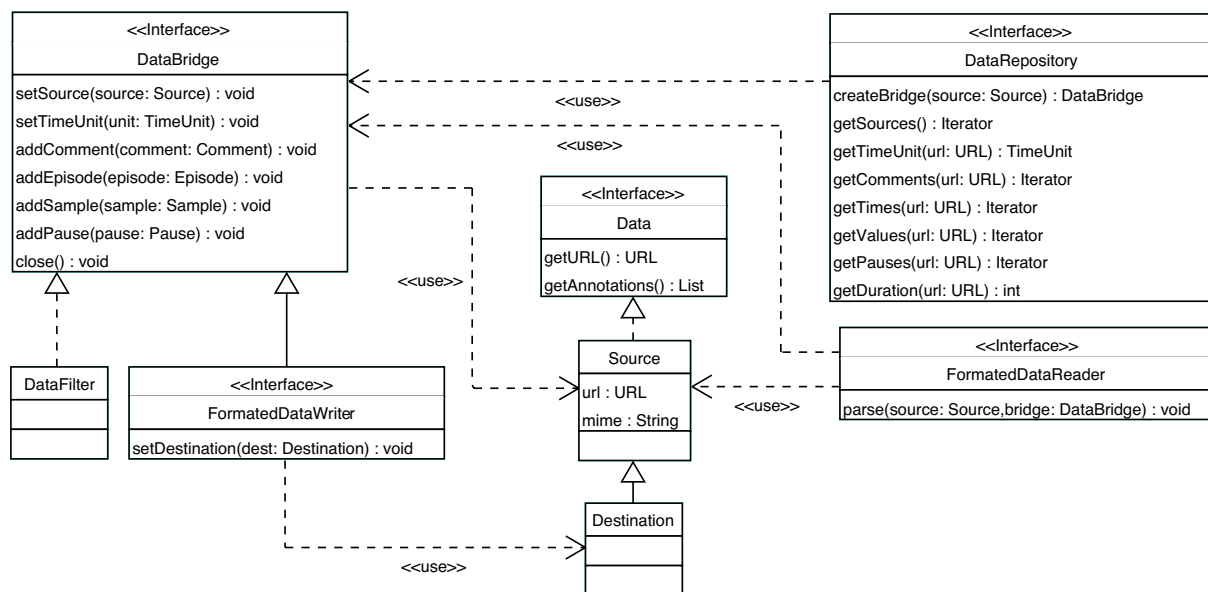 <<Interface>>
DataBridge
setSource(source: Source) : void
setTimeUnit(unit: TimeUnit) : void
addComment(comment: Comment) : void
addEpisode(episode: Episode) : void
addSample(sample: Sample) : void
addPause(pause: Pause) : void
close() : void
<<Interface>>
DataRepository
createBridge(source: Source) : DataBridge
getSources() : Iterator
getTimeUnit(url: URL) : TimeUnit
getComments(url: URL) : Iterator
getTimes(url: URL) : Iterator
getValues(url: URL) : Iterator
getPauses(url: URL) : Iterator
getDuration(url: URL) : int
<<use>>
<<use>>
<<Interface>>
Data
getURL() : URL
getAnnotations() : List
<<use>>
DataFilter
<<Interface>>
FormatedDataWriter
setDestination(dest: Destination) : void
Source
url : URL
mime : String
<<use>>
<<Interface>>
FormatedDataReader
parse(source: Source,bridge: DataBridge) : void
Destination
<<use>>